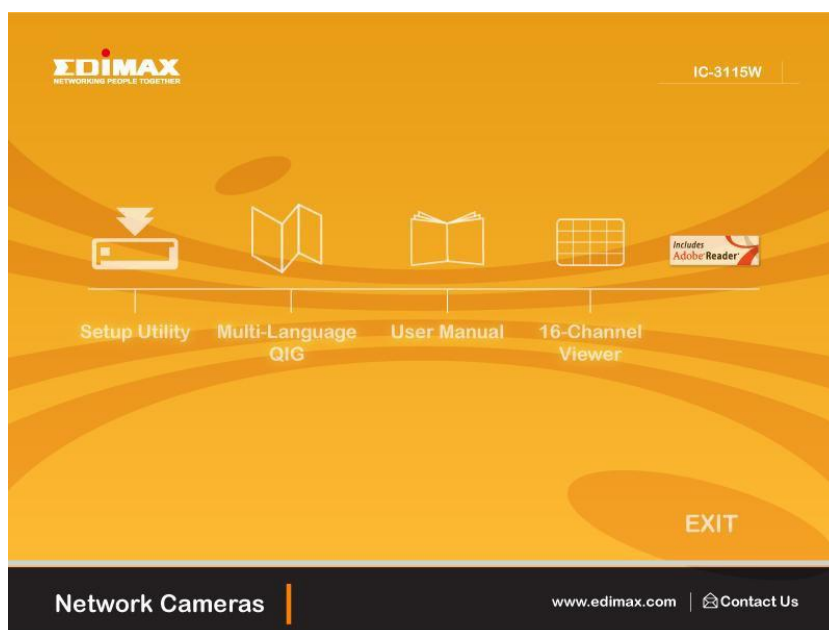 EDIMAX
NETWORKING PEOPLE TOGETHER
IC-3115W
Includes
Adobe Reader
Setup Utility
Multi-Language
QIG
User Manual
16-Channel
Viewer
EXIT
Network Cameras
www.edimax.com
Contact Us